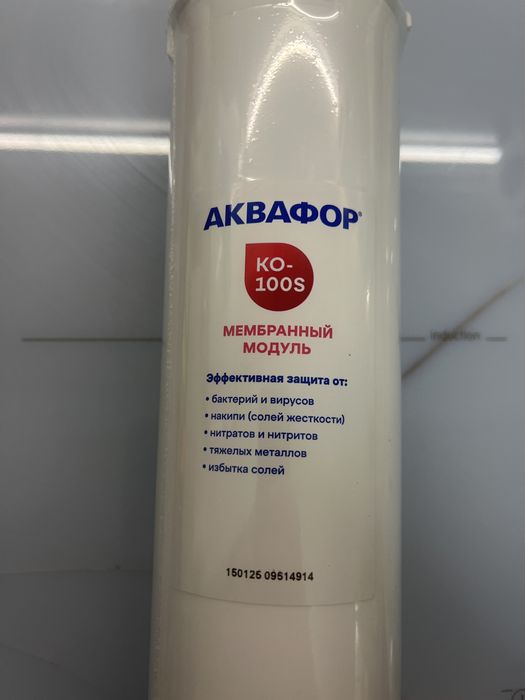 АКВАФОР®
КО-
100S
МЕМБРАННЫЙ
МОДУЛЬ
Эффективная защита от:
• бактерий и вирусов
• накипи (солей жесткости)
• нитратов и нитритов
• тяжелых металлов
• избытка солей
150125 09514914
induction